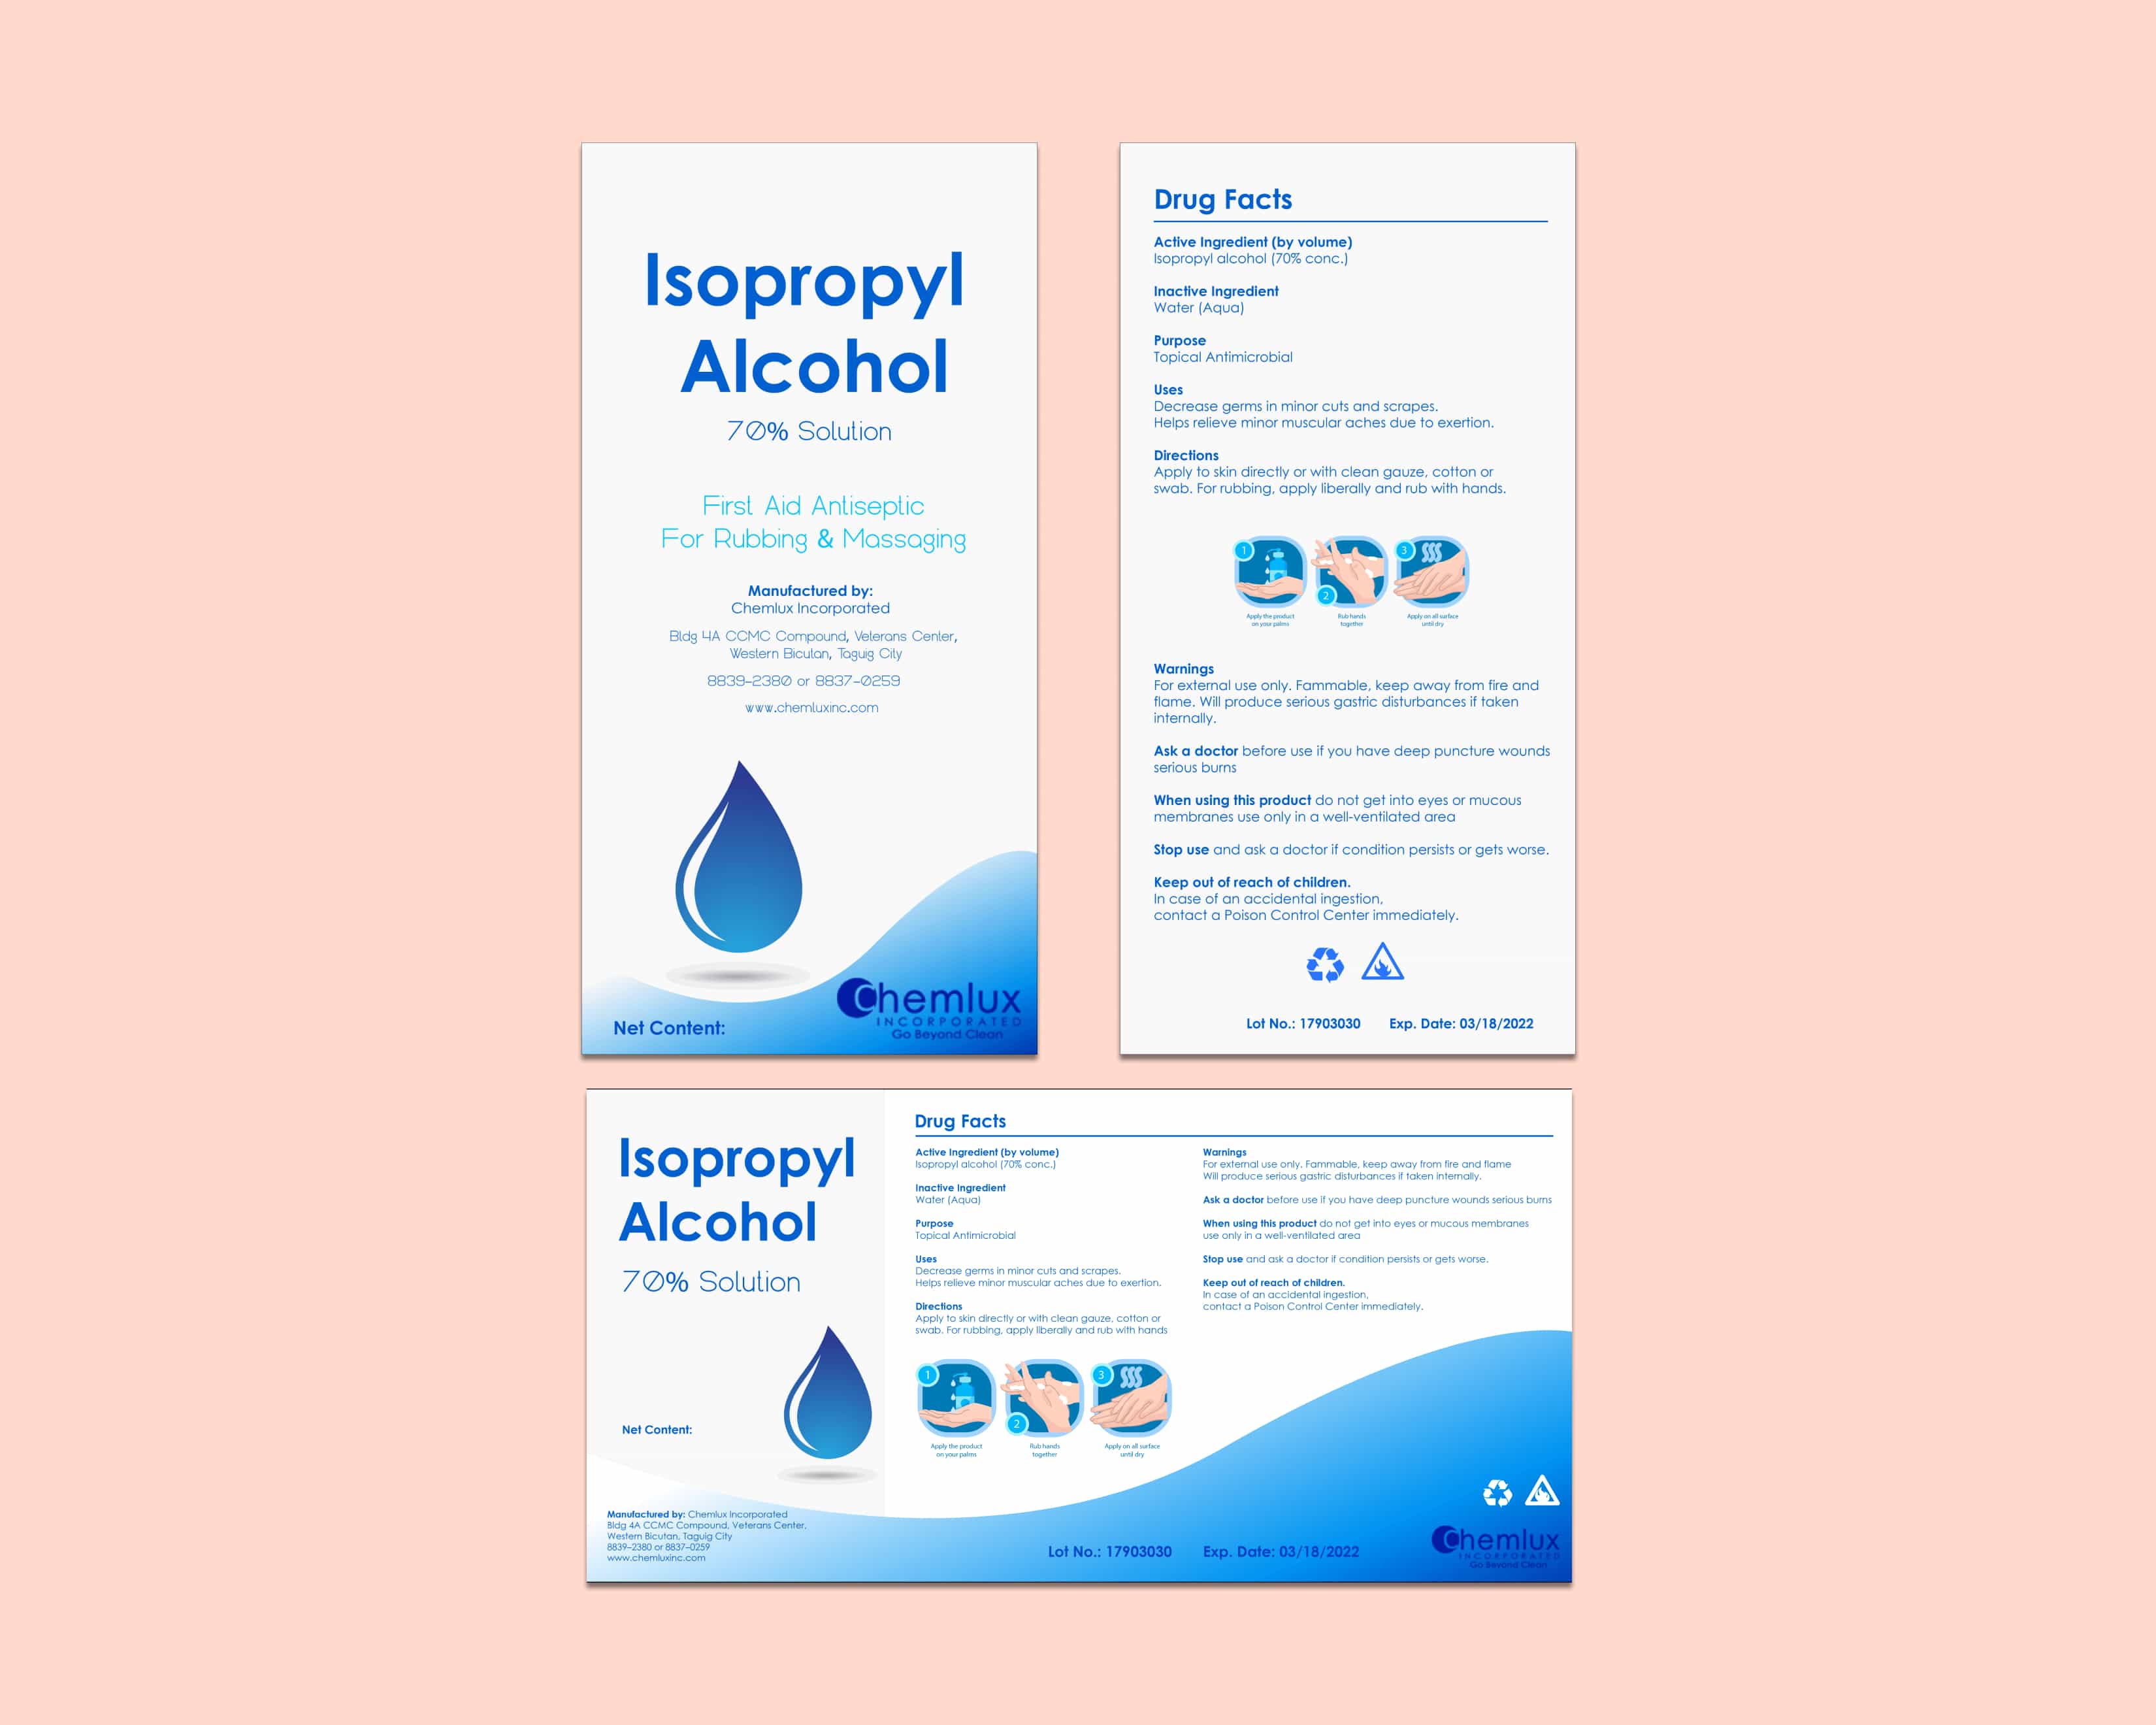 Isopropyl
Alcohol
70% Solution
First Aid Antiseptic
For Rubbing & Massaging
Manufactured by:
Chemlux Incorporated
Bldg 4A CCMC Compound, Veterans Center,
Western Bicutan, Taguig City
8839-2380 or 8837-0259
www.chemluxinc.com
Net Content:
Chemlux
INCORPORATED
Go Beyond Clean
Drug Facts
Active Ingredient (by volume)
Isopropyl alcohol (70% conc.)
Inactive Ingredient
Water (Aqua)
Purpose
Topical Antimicrobial
Uses
Decrease germs in minor cuts and scrapes.
Helps relieve minor muscular aches due to exertion.
Directions
Apply to skin directly or with clean gauze, cotton or
swab. For rubbing, apply liberally and rub with hands.
1
2
3
Apply the product
on your palms
Rub hands
together
Apply on all surface
until dry
Warnings
For external use only. Fammable, keep away from fire and
flame. Will produce serious gastric disturbances if taken
internally.
Ask a doctor before use if you have deep puncture wounds
serious burns
When using this product do not get into eyes or mucous
membranes use only in a well-ventilated area
Stop use and ask a doctor if condition persists or gets worse.
Keep out of reach of children.
In case of an accidental ingestion,
contact a Poison Control Center immediately.
Lot No.: 17903030 Exp. Date: 03/18/2022
Isopropyl
Alcohol
70% Solution
Net Content:
Manufactured by: Chemlux Incorporated
Bldg 4A CCMC Compound, Veterans Center,
Western Bicutan, Taguig City
8839-2380 or 8837-0259
www.chemluxinc.com
Drug Facts
Active Ingredient (by volume)
Isopropyl alcohol (70% conc.)
Inactive Ingredient
Water (Aqua)
Purpose
Topical Antimicrobial
Uses
Decrease germs in minor cuts and scrapes.
Helps relieve minor muscular aches due to exertion.
Directions
Apply to skin directly or with clean gauze, cotton or
swab. For rubbing, apply liberally and rub with hands
1
2
3
Apply the product
on your palms
Rub hands
together
Apply on all surface
until dry
Warnings
For external use only. Fammable, keep away from fire and flame
Will produce serious gastric disturbances if taken internally.
Ask a doctor before use if you have deep puncture wounds serious burns
When using this product do not get into eyes or mucous membranes
use only in a well-ventilated area
Stop use and ask a doctor if condition persists or gets worse.
Keep out of reach of children.
In case of an accidental ingestion,
contact a Poison Control Center immediately.
Lot No.: 17903030 Exp. Date: 03/18/2022
Chemlux
INCORPORATED
Go Beyond Clean